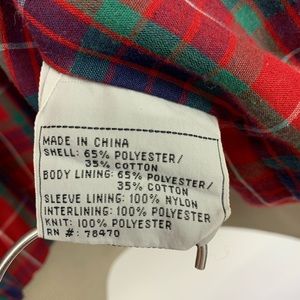 MADE IN CHINA
SHELL: 65% POLYESTER/
35% COTTON
BODY LINING: 65% POLYESTER/
35% COTTON
SLEEVE LINING: 100% NYLON
INTERLINING: 100% POLYESTER
KNIT: 100% POLYESTER
RN #: 78470